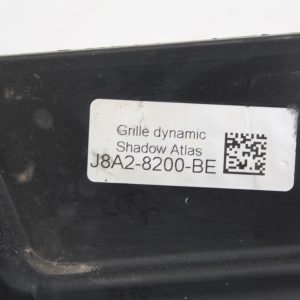 Grille dynamic
Shadow Atlas
J8A2-8200-BE